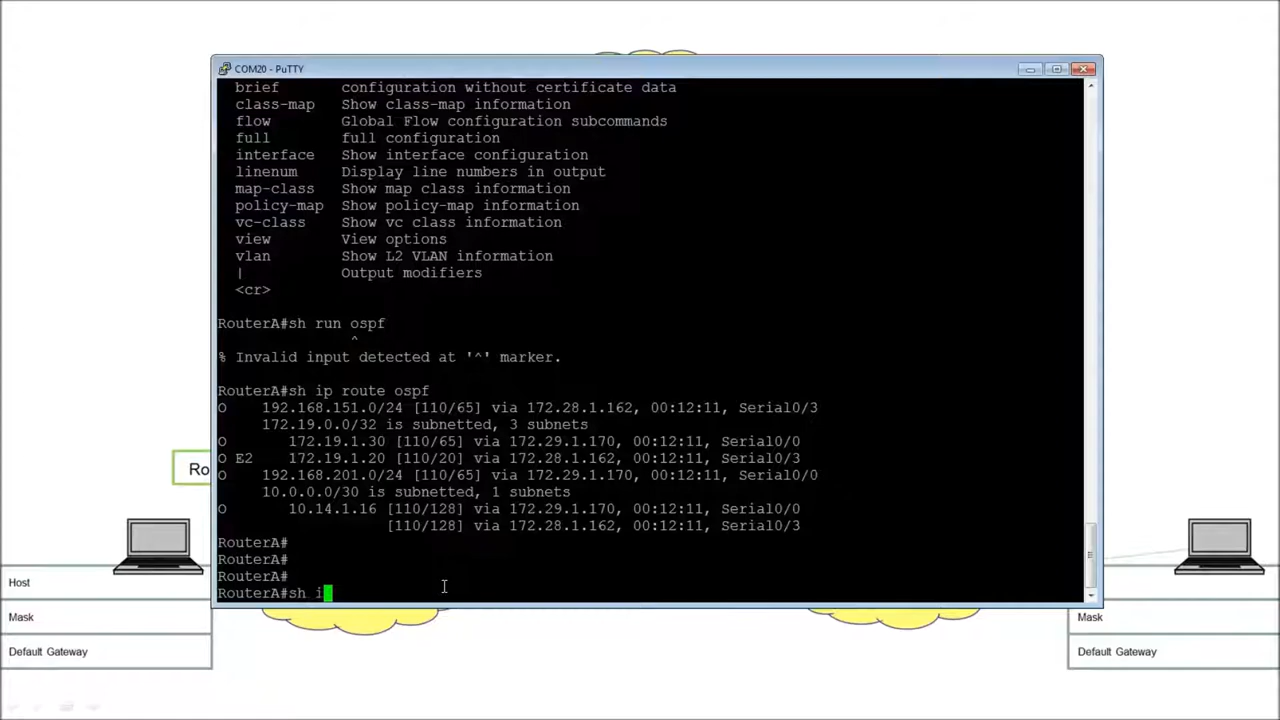 COM20 - PuTTY
brief configuration without certificate data
class-map Show class-map information
flow Global Flow configuration subcommands
full full configuration
interface Show interface configuration
linenum Display line numbers in output
map-class Show map class information
policy-map Show policy-map information
vc-class Show vc class information
view View options
vlan Show L2 VLAN information
| Output modifiers
<cr>
RouterA#sh run ospf
^
% Invalid input detected at '^' marker.
RouterA#sh ip route ospf
O 192.168.151.0/24 [110/65] via 172.28.1.162, 00:12:11, Serial0/3
172.19.0.0/32 is subnetted, 3 subnets
O 172.19.1.30 [110/65] via 172.29.1.170, 00:12:11, Serial0/0
O E2 172.19.1.20 [110/20] via 172.28.1.162, 00:12:11, Serial0/3
O 192.168.201.0/24 [110/65] via 172.29.1.170, 00:12:11, Serial0/0
10.0.0.0/30 is subnetted, 1 subnets
O 10.14.1.16 [110/128] via 172.29.1.170, 00:12:11, Serial0/0
[110/128] via 172.28.1.162, 00:12:11, Serial0/3
RouterA#
RouterA#
RouterA#
RouterA#sh i
Ro
Host
Mask
Default Gateway
Mask
Default Gateway